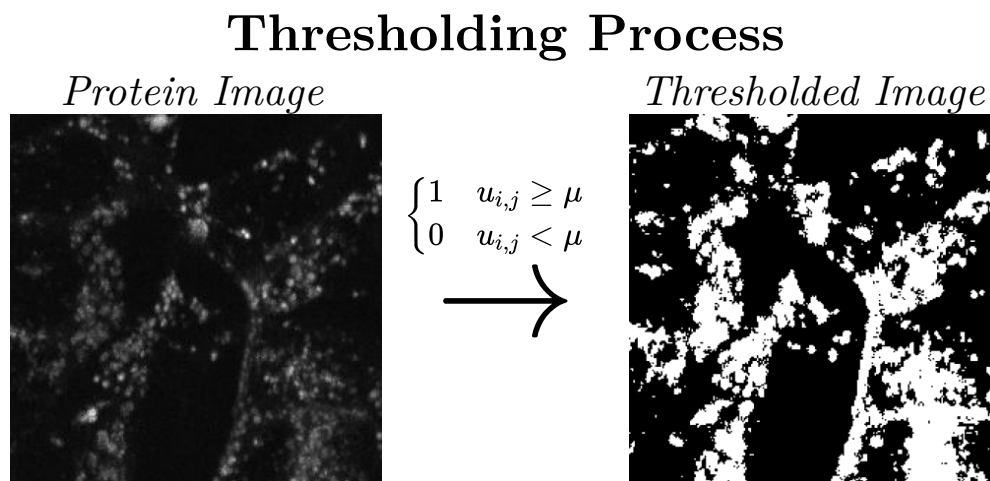 Thresholding Process
Protein Image
Thresholded Image
1 u_{i,j} ≥ μ
0 u_{i,j} < μ